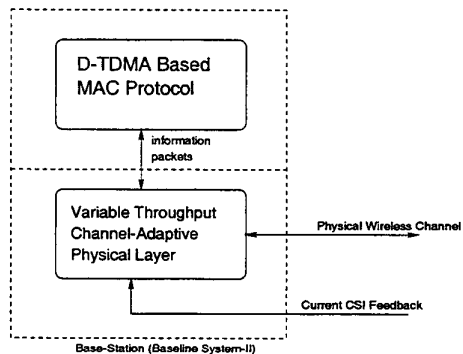 D-TDMA Based
MAC Protocol
information
packets
Variable Throughput
Channel-Adaptive
Physical Layer
Physical Wireless Channel
Current CSI Feedback
Base-Station (Baseline System-II)